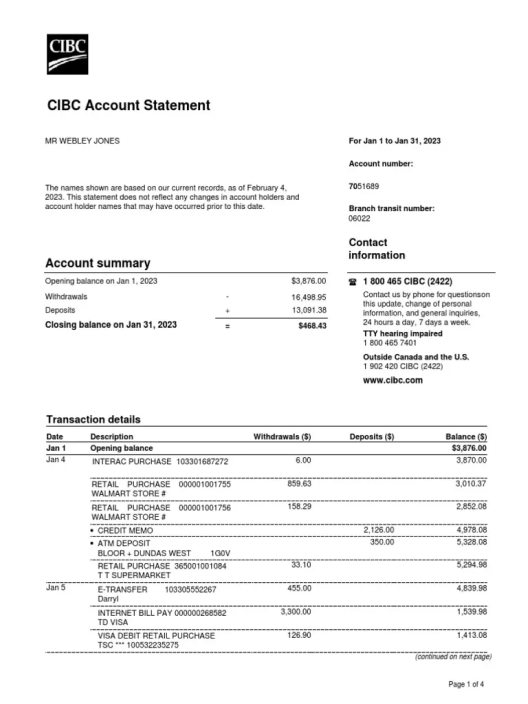 CIBC
CIBC Account Statement
MR WEBLEY JONES
The names shown are based on our current records, as of February 4,
2023. This statement does not reflect any changes in account holders and
account holder names that may have occurred prior to this date.
For Jan 1 to Jan 31, 2023
Account number:
7051689
Branch transit number:
06022
Contact
information
Account summary
Opening balance on Jan 1, 2023 $3,876.00
Withdrawals - 16,498.95
Deposits + 13,091.38
Closing balance on Jan 31, 2023 = $468.43
☎ 1 800 465 CIBC (2422)
Contact us by phone for questionson
this update, change of personal
information, and general inquiries,
24 hours a day, 7 days a week.
TTY hearing impaired
1 800 465 7401
Outside Canada and the U.S.
1 902 420 CIBC (2422)
www.cibc.com
Transaction details
Date Description Withdrawals ($) Deposits ($) Balance ($)
Jan 1 Opening balance $3,876.00
Jan 4 INTERAC PURCHASE 103301687272 6.00 3,870.00
RETAIL PURCHASE 000001001755 859.63 3,010.37
WALMART STORE #
RETAIL PURCHASE 000001001756 158.29 2,852.08
WALMART STORE #
• CREDIT MEMO 2,126.00 4,978.08
• ATM DEPOSIT 350.00 5,328.08
BLOOR + DUNDAS WEST 1G0V
RETAIL PURCHASE 365001001084 33.10 5,294.98
T T SUPERMARKET
Jan 5 E-TRANSFER 103305552267 455.00 4,839.98
Darryl
INTERNET BILL PAY 000000268582 3,300.00 1,539.98
TD VISA
VISA DEBIT RETAIL PURCHASE 126.90 1,413.08
TSC *** 100532235275
(continued on next page)
Page 1 of 4